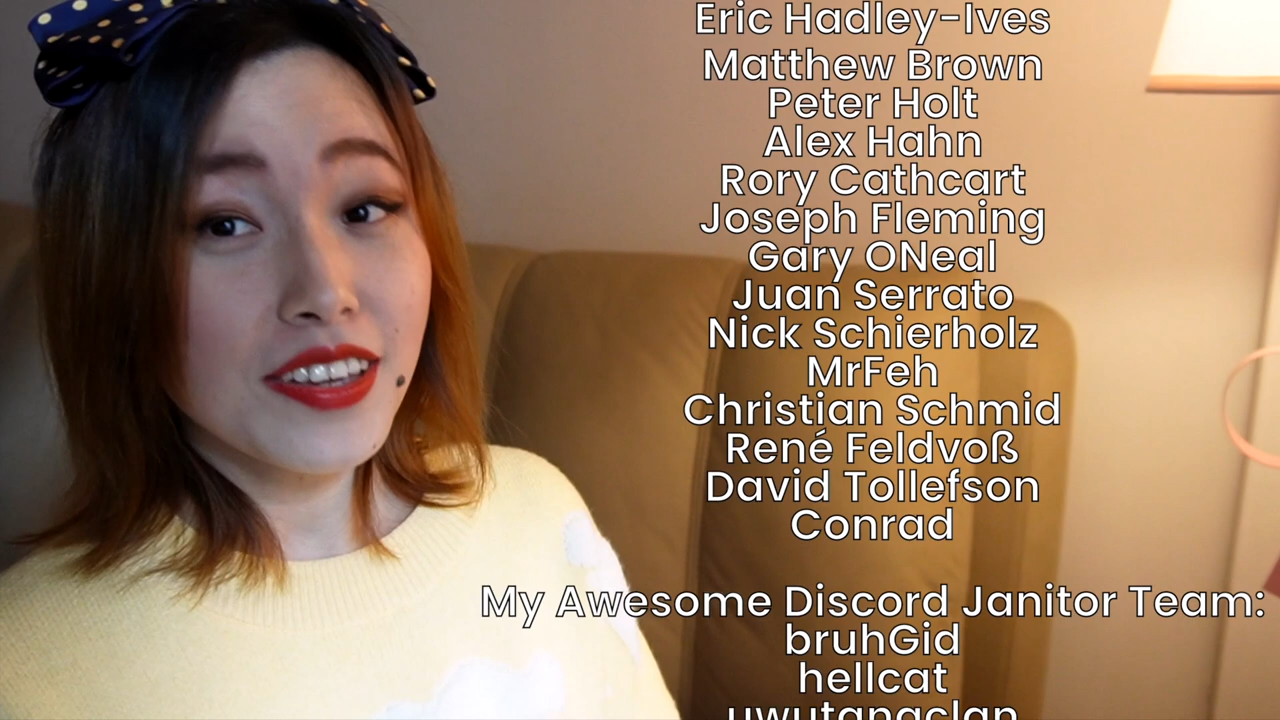 Eric Hadley-Ives
Matthew Brown
Peter Holt
Alex Hahn
Rory Cathcart
Joseph Fleming
Gary ONeal
Juan Serrato
Nick Schierholz
MrFeh
Christian Schmid
René Feldvoß
David Tollefson
Conrad
My Awesome Discord Janitor Team:
bruhGid
hellcat
uwutangclan